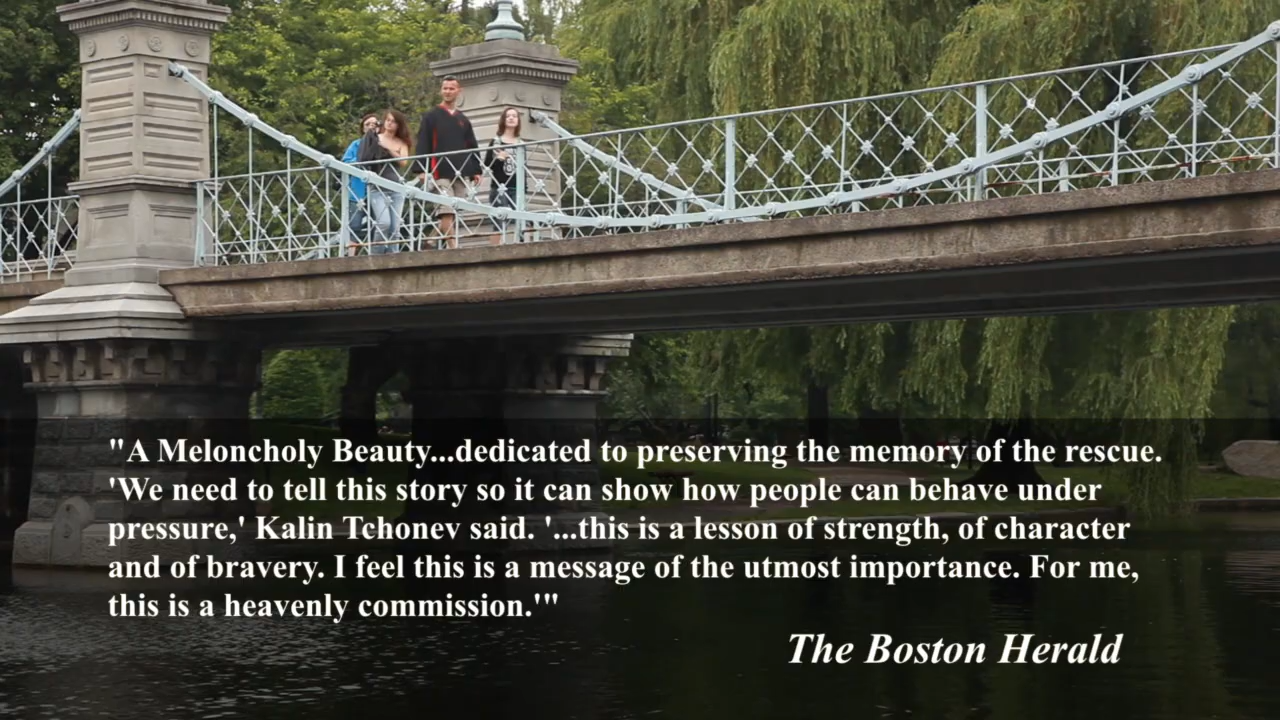 "A Meloncholy Beauty...dedicated to preserving the memory of the rescue.
'We need to tell this story so it can show how people can behave under
pressure,' Kalin Tchonev said. '...this is a lesson of strength, of character
and of bravery. I feel this is a message of the utmost importance. For me,
this is a heavenly commission.'"
The Boston Herald